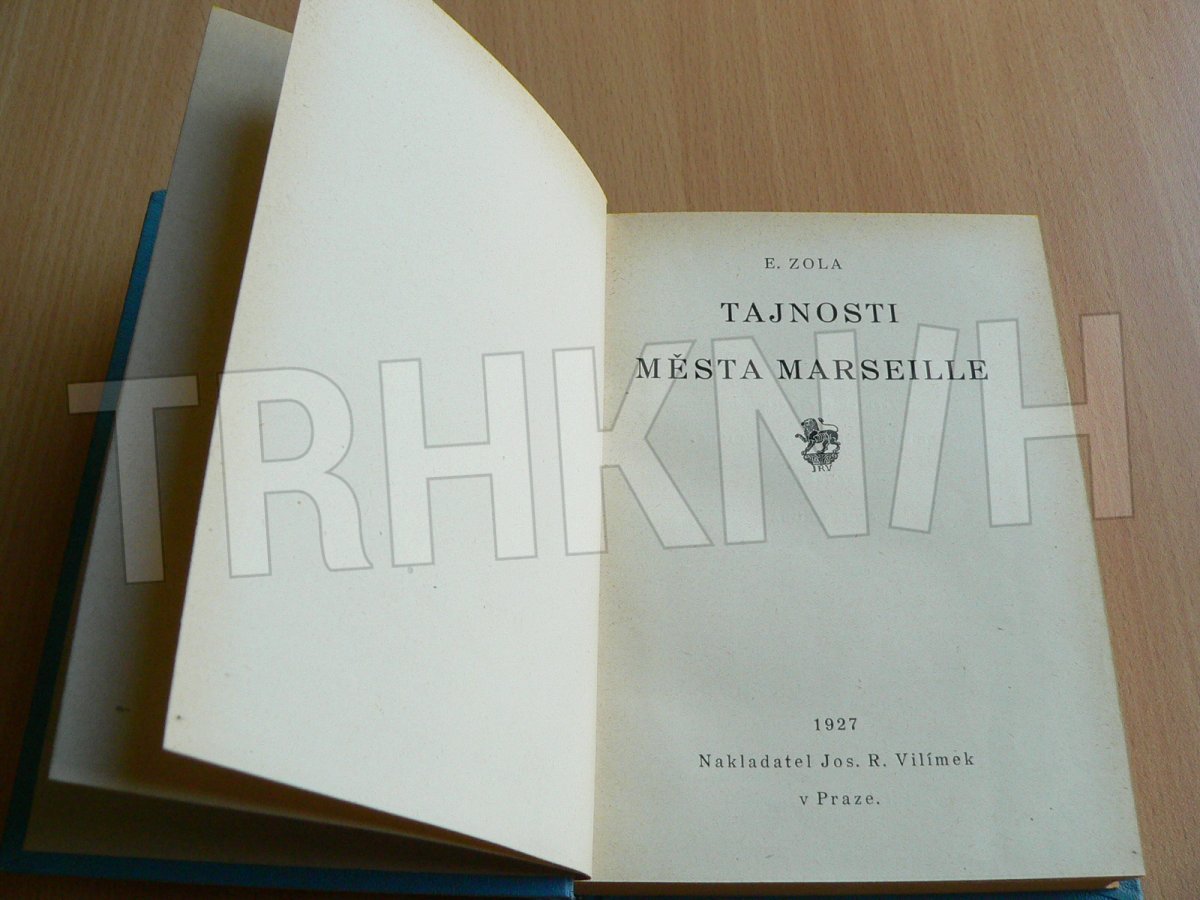 E. ZOLA
TAJNOSTI
MĚSTA MARSEILLE
JRV
1927
Nakladatel Jos. R. Vilímek
v Praze.
TRHKNIH